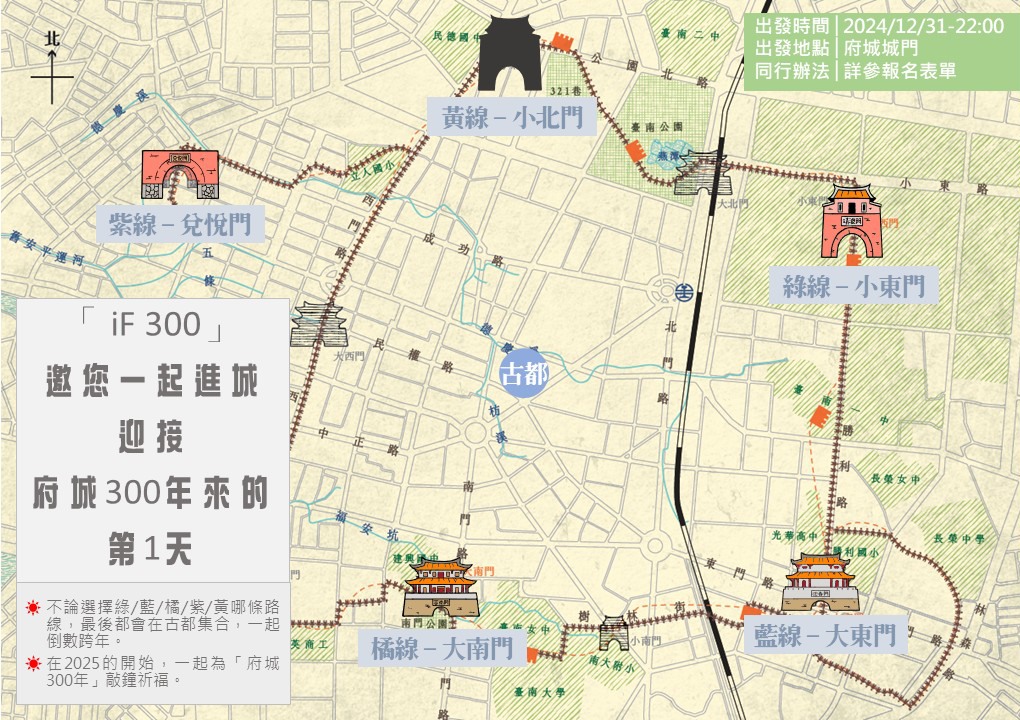 出發時間│2024/12/31-22:00
出發地點│府城城門
同行辦法│詳參報名表單
北
民德國中
臺南二中
公園北路
321巷
黃線－小北門
臺南公園
燕潭
德慶溪
立人國小
大北門
小東門
小東路
紫線－兌悅門
兌悅門
西門路
成功路
五條
舊安平運河
綠線－小東門
「 iF 300 」
邀您一起進城
迎接
府城300年來的
第1天
大西門
民權路
北門路
古都
枋溪
臺南一中
中正路
勝利路
長榮女中
南門路
福安坑
建興國中
大南門
光華高中
勝利國小
長榮中學
東門路
不論選擇綠/藍/橘/紫/黃哪條路
線，最後都會在古都集合，一起
倒數跨年。
在2025的開始，一起為「府城
300年」敲鐘祈福。
南門公園
樹林街
小南門
英商工
橘線－大南門
藍線－大東門
南大附小
臺南大學
林森路
門路